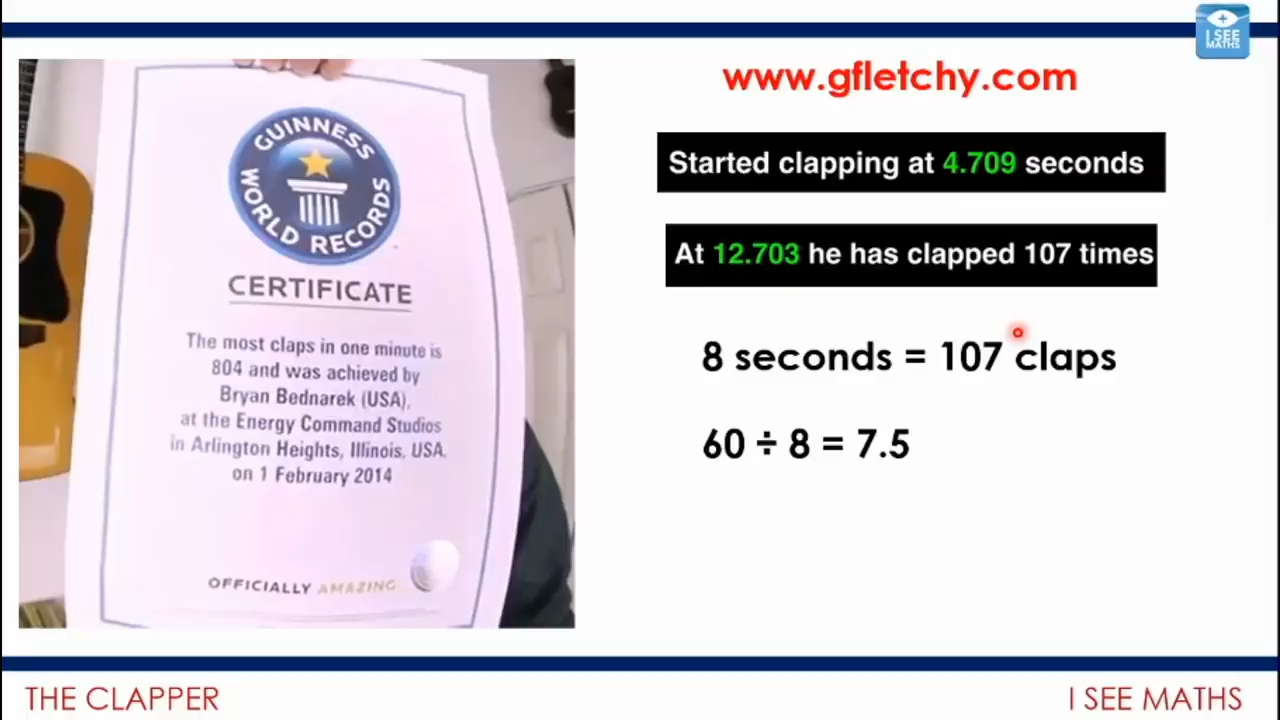 I SEE
MATHS
GUINNESS
WORLD RECORDS
CERTIFICATE
The most claps in one minute is
804 and was achieved by
Bryan Bednarek (USA),
at the Energy Command Studios
in Arlington Heights, Illinois, USA.
on 1 February 2014
OFFICIALLY AMAZING
www.gfletchy.com
Started clapping at 4.709 seconds
At 12.703 he has clapped 107 times
8 seconds = 107 claps
60 ÷ 8 = 7.5
THE CLAPPER
I SEE MATHS